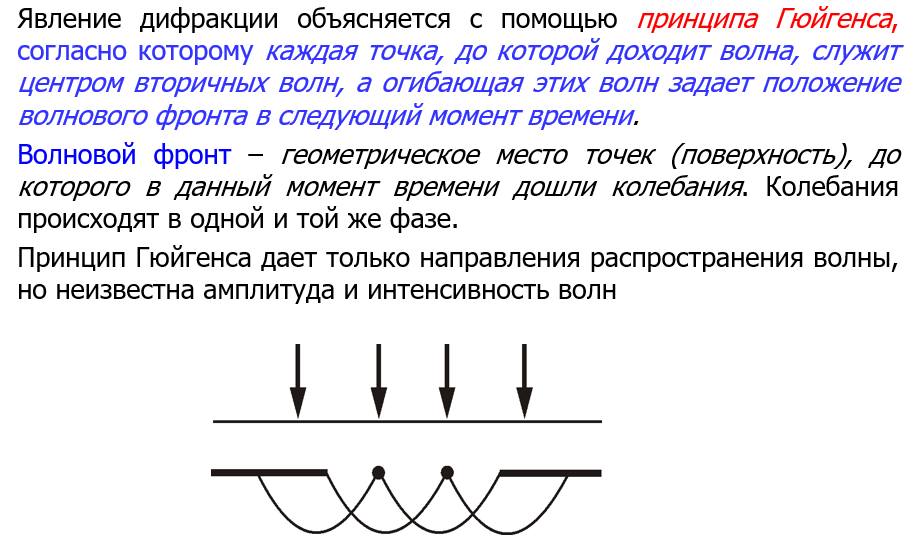 Явление дифракции объясняется с помощью принципа Гюйгенса,
согласно которому каждая точка, до которой доходит волна, служит
центром вторичных волн, а огибающая этих волн задает положение
волнового фронта в следующий момент времени.
Волновой фронт – геометрическое место точек (поверхность), до
которого в данный момент времени дошли колебания. Колебания
происходят в одной и той же фазе.
Принцип Гюйгенса дает только направления распространения волны,
но неизвестна амплитуда и интенсивность волн